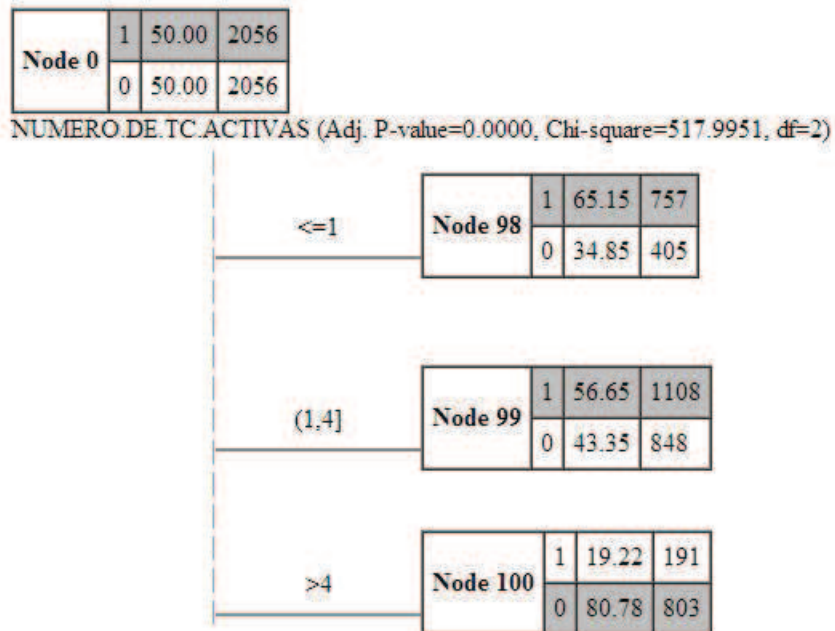 Node 0 1 50.00 2056
0 50.00 2056
NUMERO.DE.TC.ACTIVAS (Adj. P-value=0.0000, Chi-square=517.9951, df=2)
<=1
Node 98 1 65.15 757
0 34.85 405
(1,4]
Node 99 1 56.65 1108
0 43.35 848
>4
Node 100 1 19.22 191
0 80.78 803